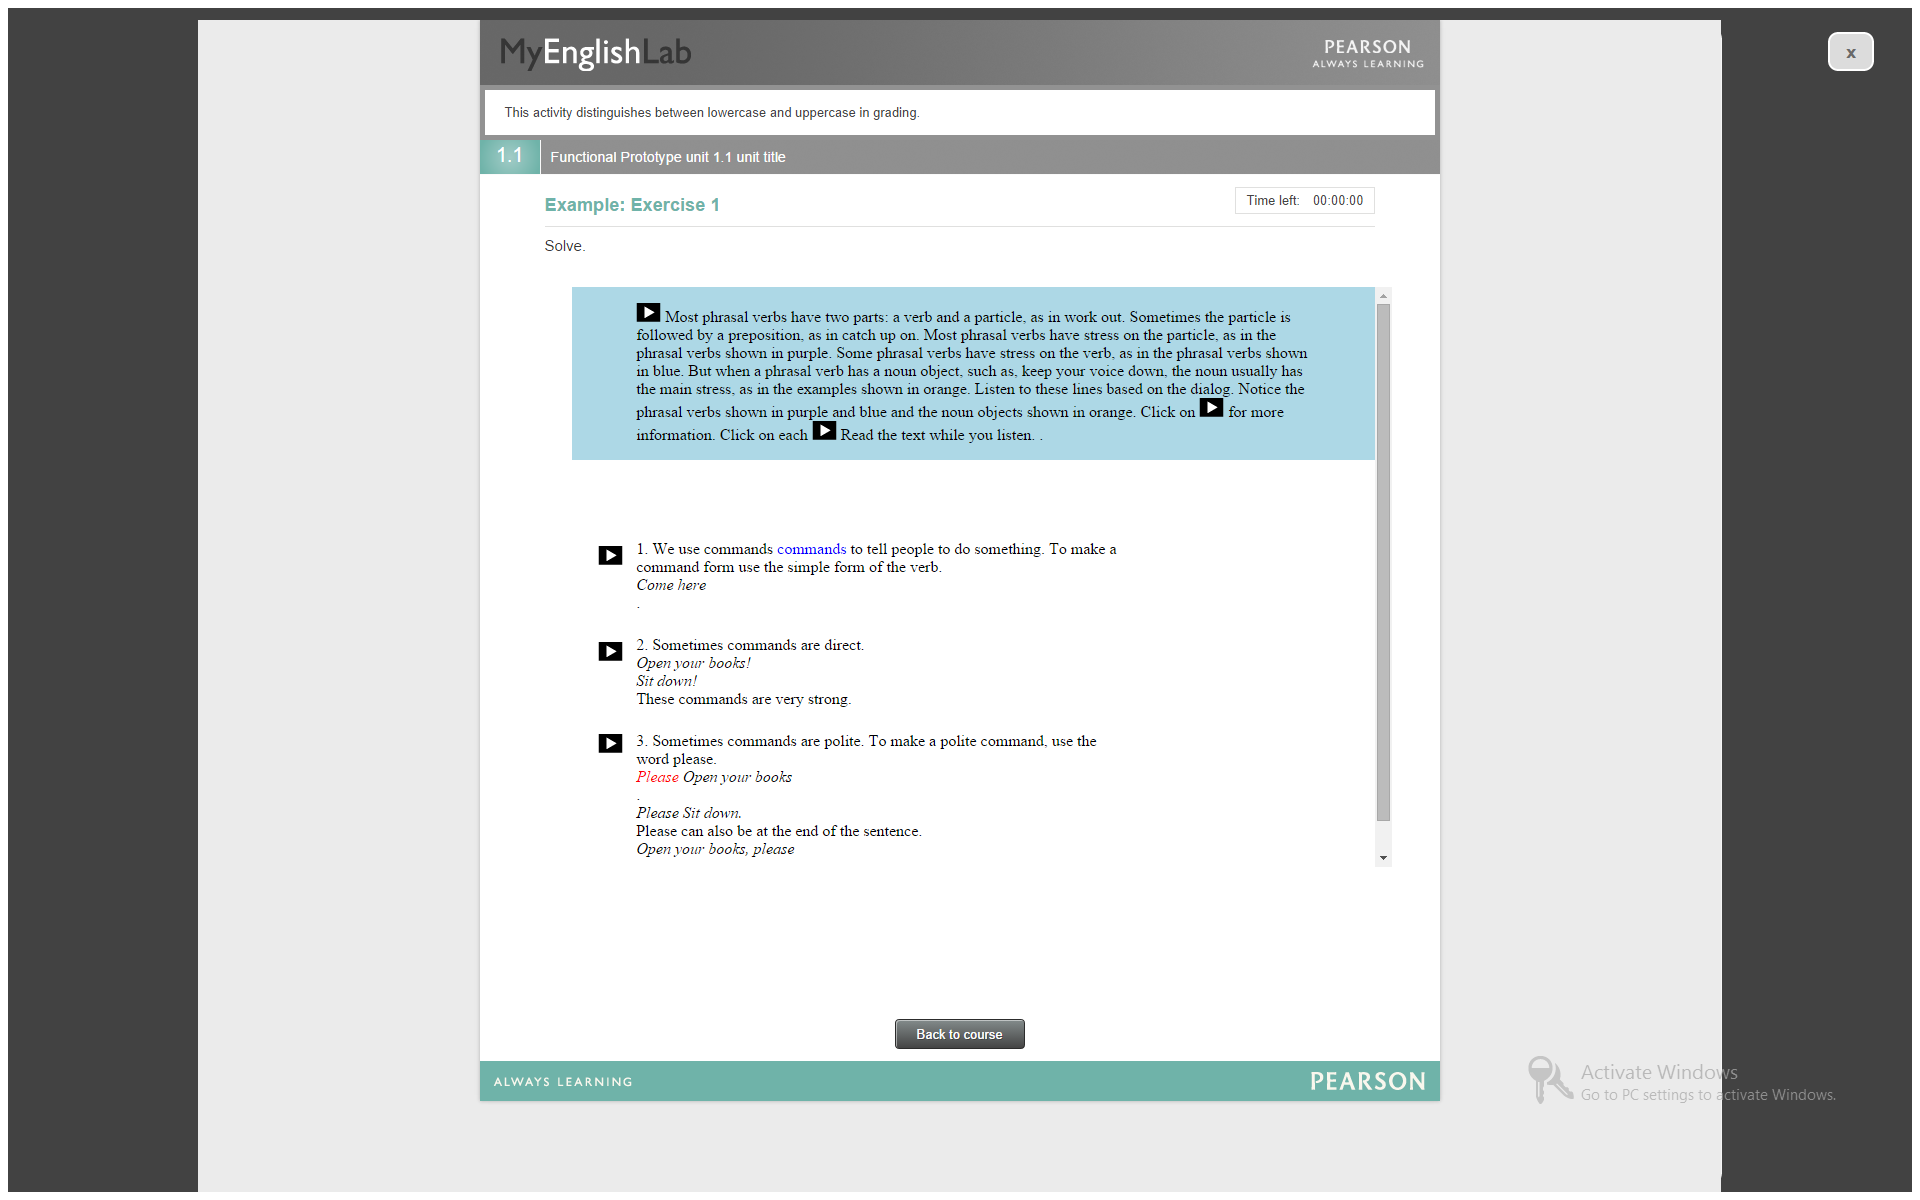 MyEnglishLab
PEARSON
ALWAYS LEARNING
x
This activity distinguishes between lowercase and uppercase in grading.
1.1 Functional Prototype unit 1.1 unit title
Example: Exercise 1
Time left: 00:00:00
Solve.
Most phrasal verbs have two parts: a verb and a particle, as in work out. Sometimes the particle is
followed by a preposition, as in catch up on. Most phrasal verbs have stress on the particle, as in the
phrasal verbs shown in purple. Some phrasal verbs have stress on the verb, as in the phrasal verbs shown
in blue. But when a phrasal verb has a noun object, such as, keep your voice down, the noun usually has
the main stress, as in the examples shown in orange. Listen to these lines based on the dialog. Notice the
phrasal verbs shown in purple and blue and the noun objects shown in orange. Click on for more
information. Click on each Read the text while you listen. .
1. We use commands commands to tell people to do something. To make a
command form use the simple form of the verb.
Come here
.
2. Sometimes commands are direct.
Open your books!
Sit down!
These commands are very strong.
3. Sometimes commands are polite. To make a polite command, use the
word please.
Please Open your books
.
Please Sit down.
Please can also be at the end of the sentence.
Open your books, please
Back to course
ALWAYS LEARNING
PEARSON
Activate Windows
Go to PC settings to activate Windows.